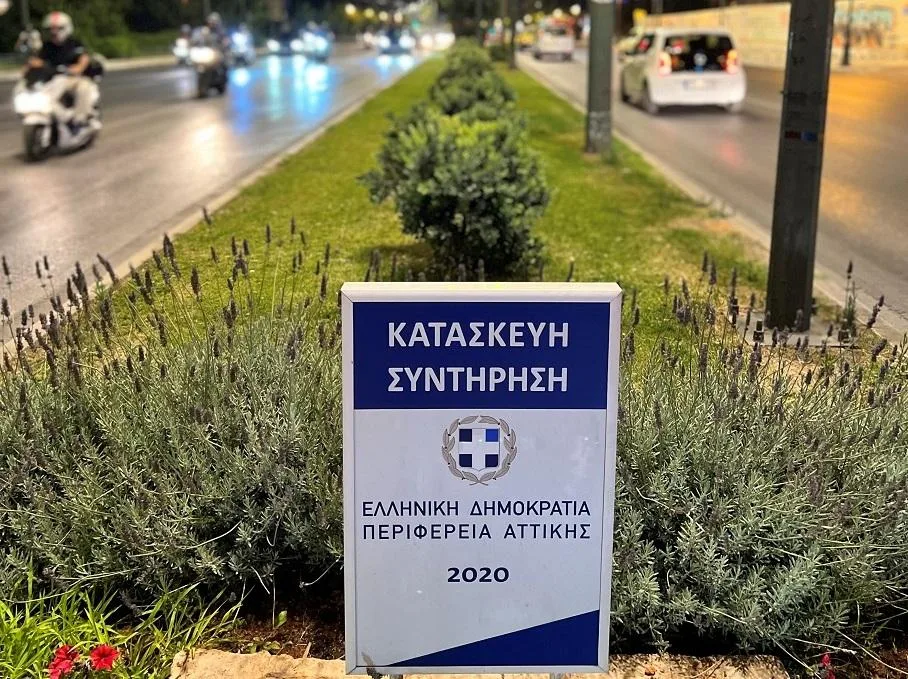 ΚΑΤΑΣΚΕΥΗ
ΣΥΝΤΗΡΗΣΗ
ΕΛΛΗΝΙΚΗ ΔΗΜΟΚΡΑΤΙΑ
ΠΕΡΙΦΕΡΕΙΑ ΑΤΤΙΚΗΣ
2020